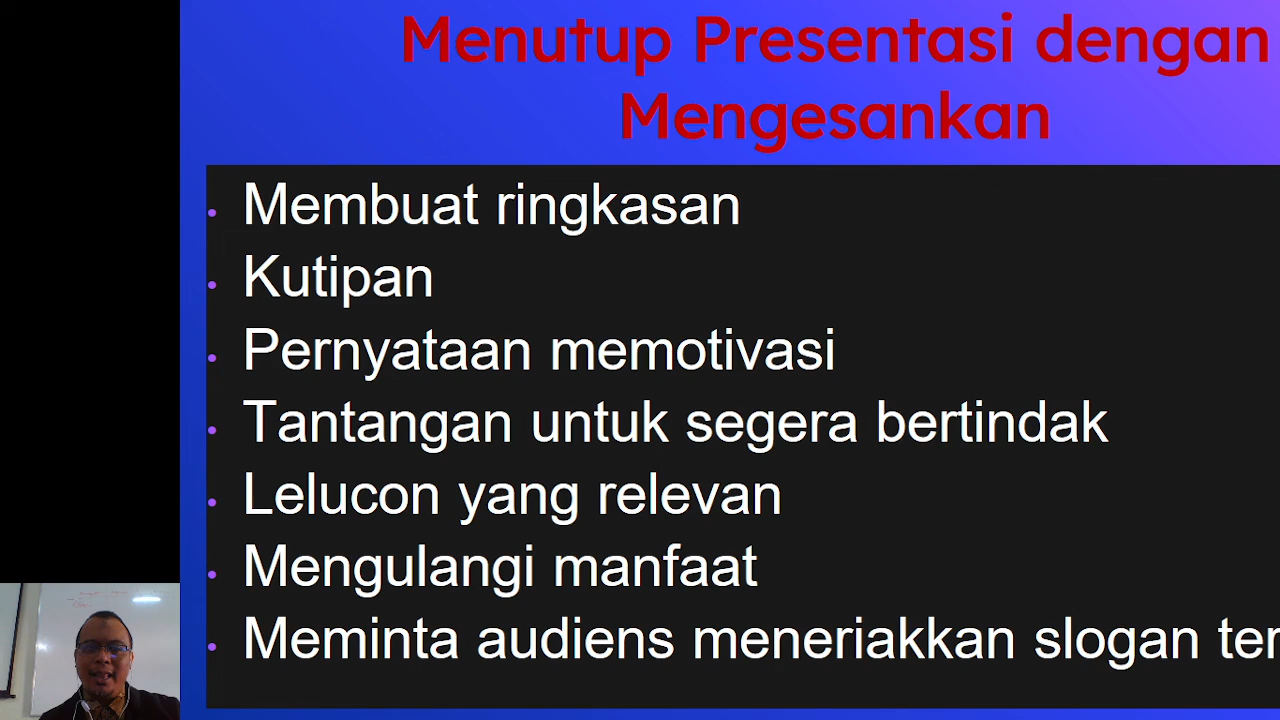 Menutup Presentasi dengan
Mengesankan
• Membuat ringkasan
• Kutipan
• Pernyataan memotivasi
• Tantangan untuk segera bertindak
• Lelucon yang relevan
• Mengulangi manfaat
• Meminta audiens meneriakkan slogan